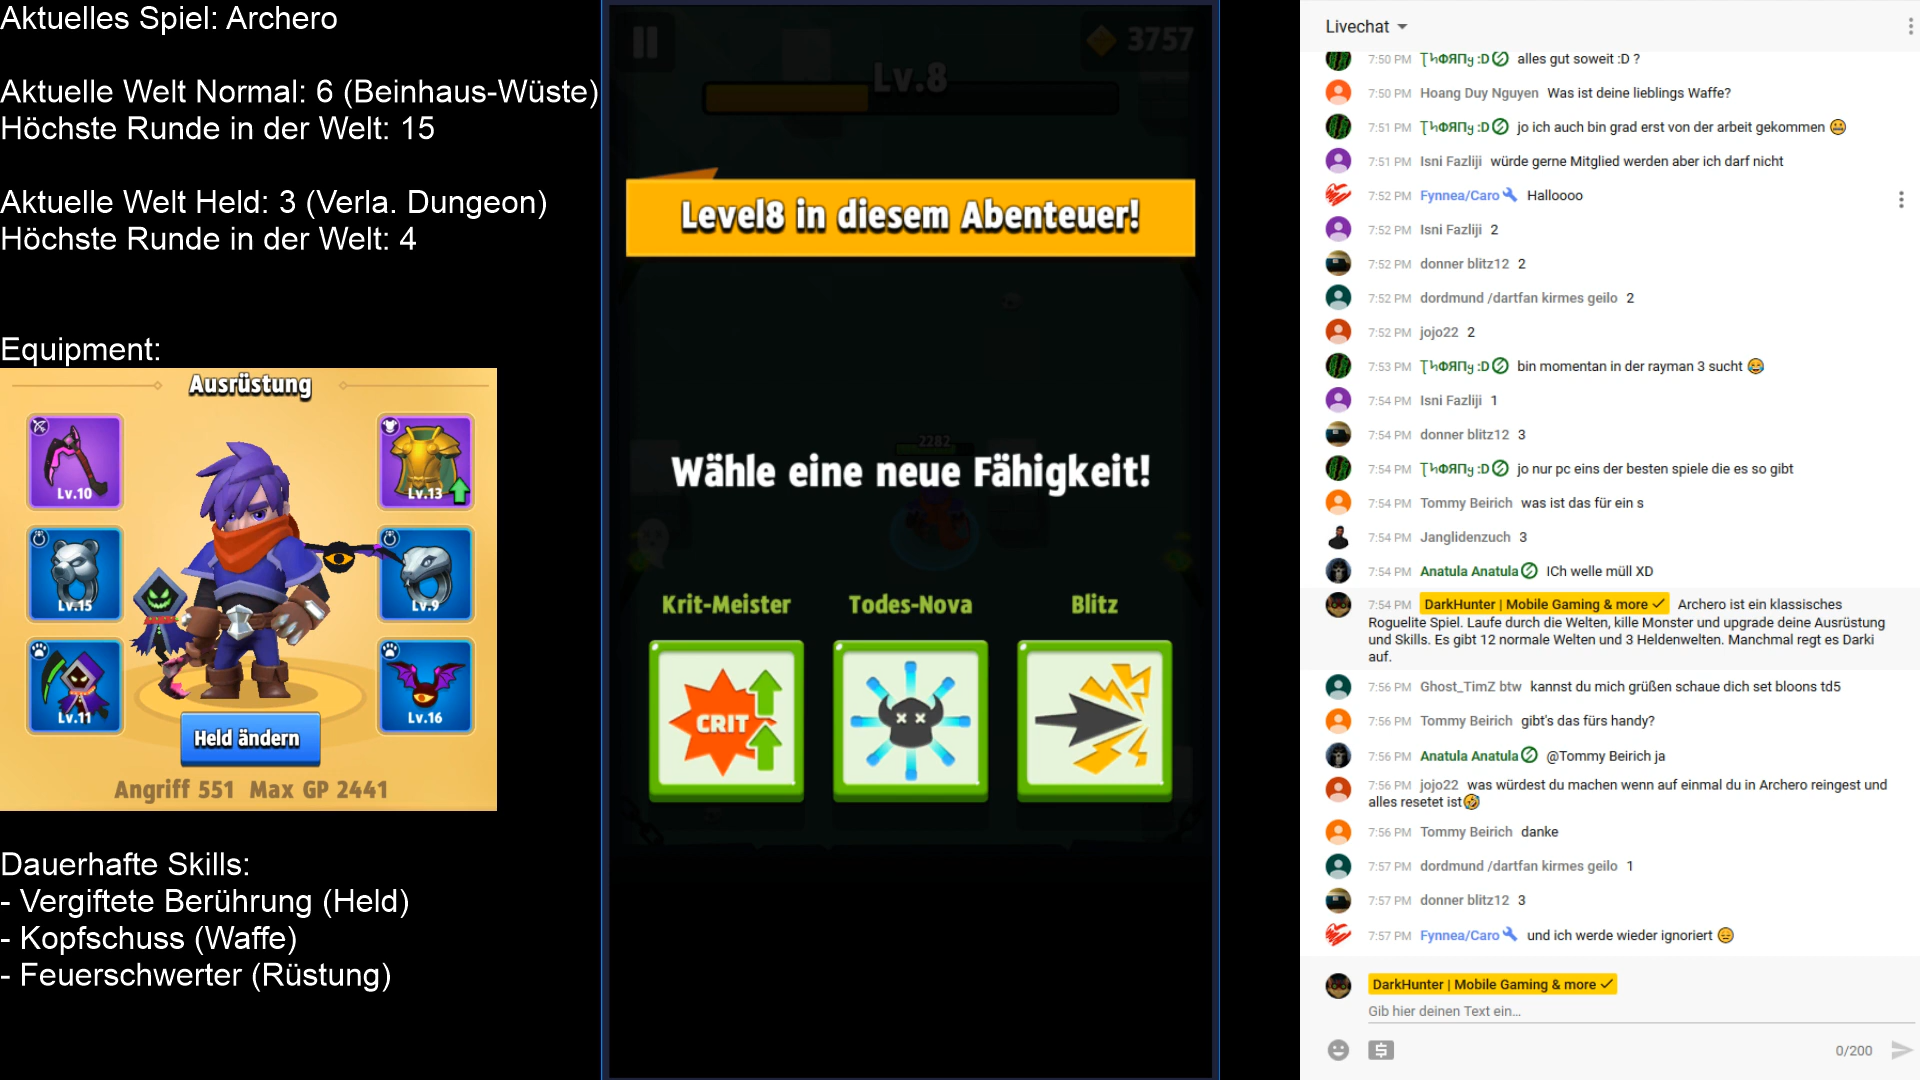 Aktuelles Spiel: Archero
Aktuelle Welt Normal: 6 (Beinhaus-Wüste)
Höchste Runde in der Welt: 15
Aktuelle Welt Held: 3 (Verla. Dungeon)
Höchste Runde in der Welt: 4
Equipment:
Ausrüstung
Lv.10
Lv.13
Lv.15
Lv.9
Lv.11
Lv.16
Held ändern
Angriff 551 Max GP 2441
Dauerhafte Skills:
- Vergiftete Berührung (Held)
- Kopfschuss (Waffe)
- Feuerschwerter (Rüstung)
3757
Lv.8
Level8 in diesem Abenteuer!
2282
Wähle eine neue Fähigkeit!
Krit-Meister
Todes-Nova
Blitz
CRIT
Livechat
7:50 PM :D alles gut soweit :D ?
7:50 PM Hoang Duy Nguyen Was ist deine lieblings Waffe?
7:51 PM :D jo ich auch bin grad erst von der arbeit gekommen 😬
7:51 PM Isni Fazliji würde gerne Mitglied werden aber ich darf nicht
7:52 PM Fynnea/Caro Halloooo
7:52 PM Isni Fazliji 2
7:52 PM donner blitz12 2
7:52 PM dordmund /dartfan kirmes geilo 2
7:52 PM jojo22 2
7:53 PM :D bin momentan in der rayman 3 sucht 😂
7:54 PM Isni Fazliji 1
7:54 PM donner blitz12 3
7:54 PM :D jo nur pc eins der besten spiele die es so gibt
7:54 PM Tommy Beirich was ist das für ein s
7:54 PM Janglidenzuch 3
7:54 PM Anatula Anatula ICh welle müll XD
7:54 PM DarkHunter | Mobile Gaming & more ✓ Archero ist ein klassisches
Roguelite Spiel. Laufe durch die Welten, kille Monster und upgrade deine Ausrüstung
und Skills. Es gibt 12 normale Welten und 3 Heldenwelten. Manchmal regt es Darki
auf.
7:56 PM Ghost_TimZ btw kannst du mich grüßen schaue dich set bloons td5
7:56 PM Tommy Beirich gibt's das fürs handy?
7:56 PM Anatula Anatula @Tommy Beirich ja
7:56 PM jojo22 was würdest du machen wenn auf einmal du in Archero reingest und
alles resetet ist🤣
7:56 PM Tommy Beirich danke
7:57 PM dordmund /dartfan kirmes geilo 1
7:57 PM donner blitz12 3
7:57 PM Fynnea/Caro und ich werde wieder ignoriert 😑
DarkHunter | Mobile Gaming & more ✓
Gib hier deinen Text ein...
0/200